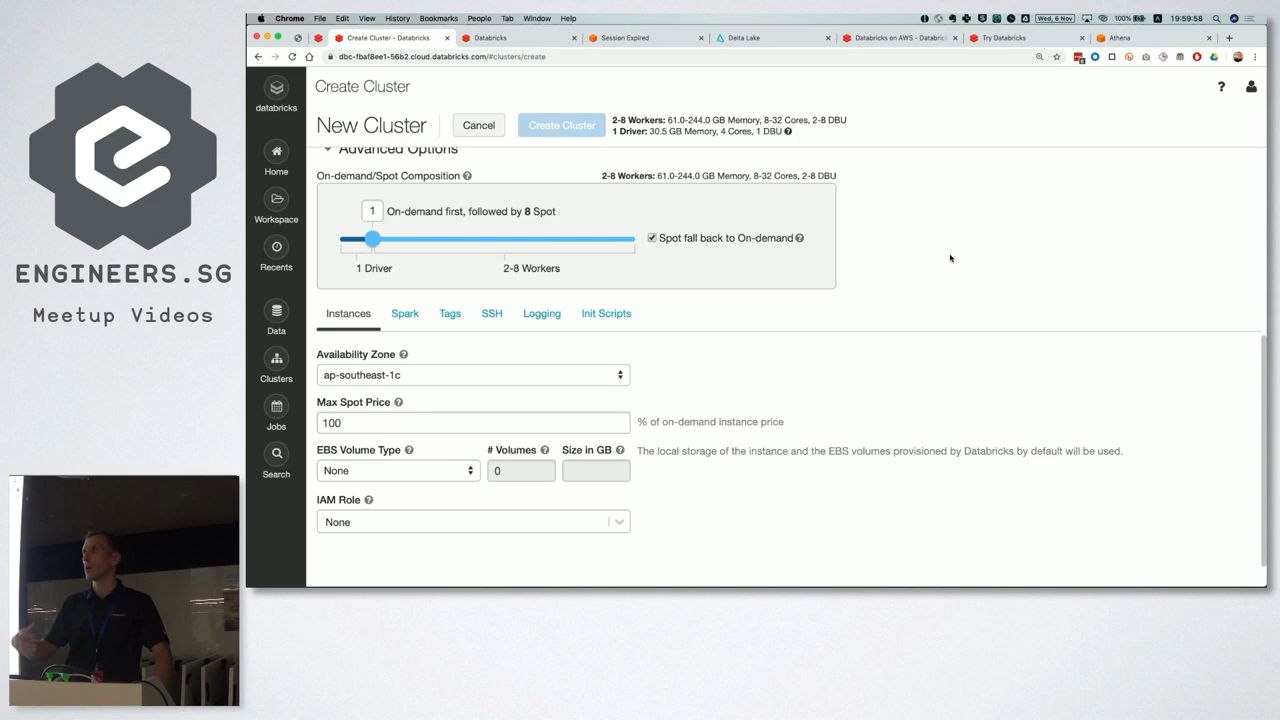 Chrome File Edit View History Bookmarks People Tab Window Help
Wed, 6 Nov
100%
19:59:58
Create Cluster - Databricks
Databricks
Session Expired
Delta Lake
Databricks on AWS - Databric
Try Databricks
Athena
dbc-fbaf8ee1-56b2.cloud.databricks.com/#clusters/create
databricks
Home
Workspace
Recents
Data
Clusters
Jobs
Search
Create Cluster
New Cluster
Cancel
Create Cluster
2-8 Workers: 61.0-244.0 GB Memory, 8-32 Cores, 2-8 DBU
1 Driver: 30.5 GB Memory, 4 Cores, 1 DBU
Advanced Options
On-demand/Spot Composition
2-8 Workers: 61.0-244.0 GB Memory, 8-32 Cores, 2-8 DBU
1 On-demand first, followed by 8 Spot
Spot fall back to On-demand
1 Driver
2-8 Workers
Instances Spark Tags SSH Logging Init Scripts
Availability Zone
ap-southeast-1c
Max Spot Price
100
% of on-demand instance price
EBS Volume Type
# Volumes
Size in GB
None
0
The local storage of the instance and the EBS volumes provisioned by Databricks by default will be used.
IAM Role
None
ENGINEERS.SG
Meetup Videos